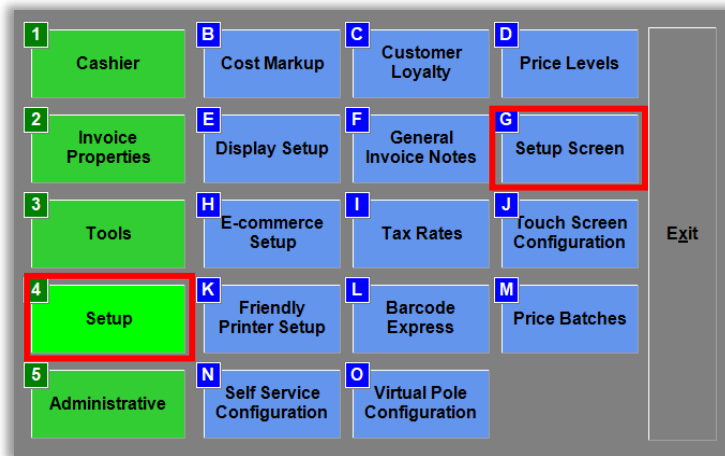 1
Cashier
B
Cost Markup
C
Customer
Loyalty
D
Price Levels
2
Invoice
Properties
E
Display Setup
F
General
Invoice Notes
G
Setup Screen
3
Tools
H
E-commerce
Setup
I
Tax Rates
J
Touch Screen
Configuration
Exit
4
Setup
K
Friendly
Printer Setup
L
Barcode
Express
M
Price Batches
5
Administrative
N
Self Service
Configuration
O
Virtual Pole
Configuration